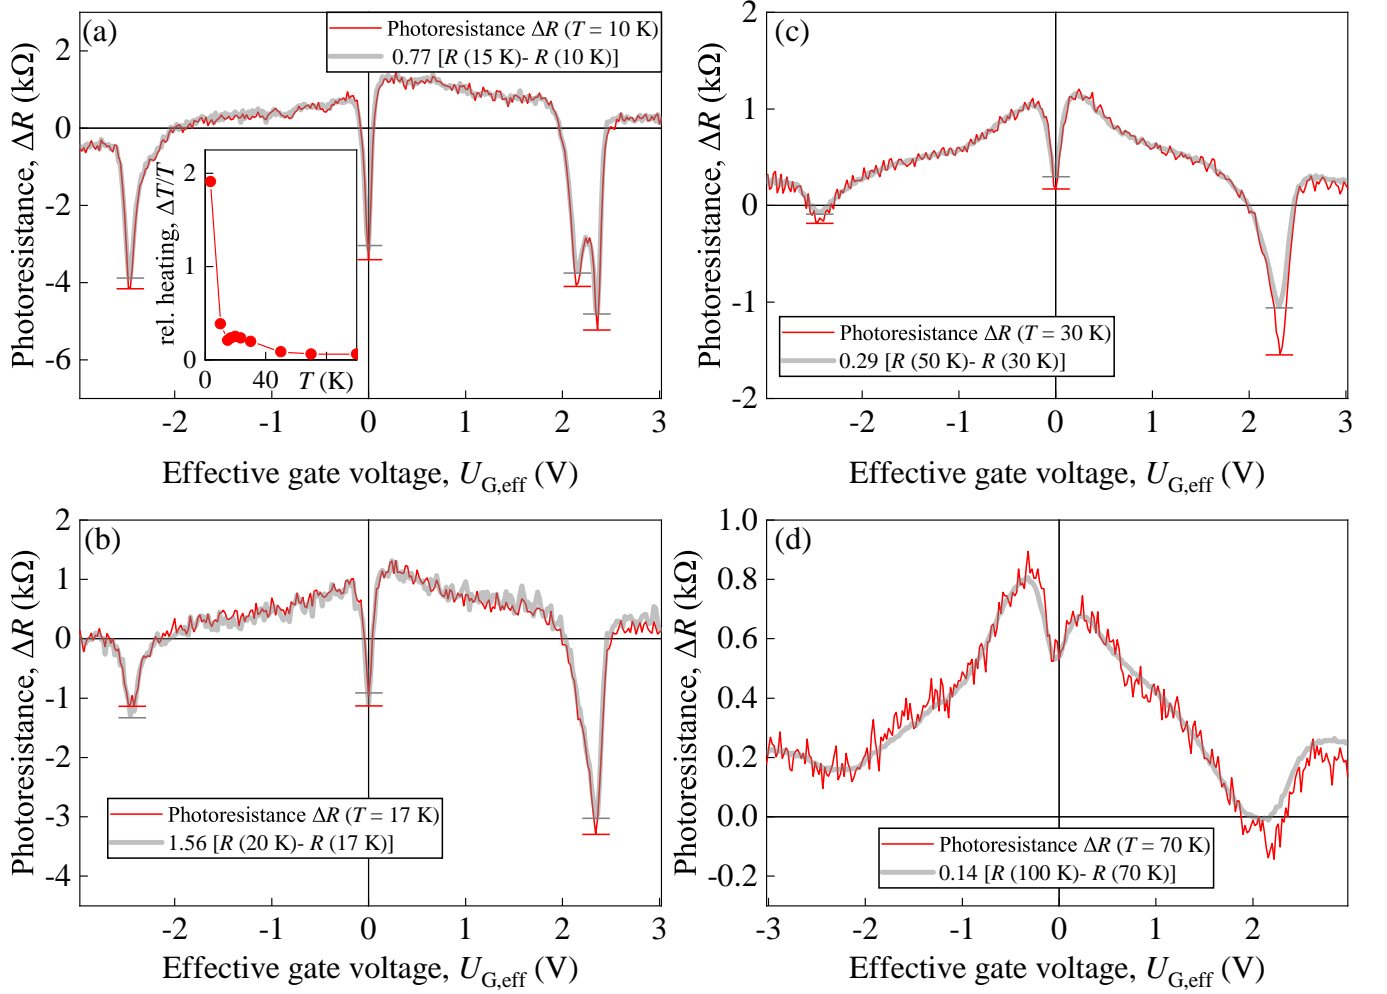 (a)
Photoresistance ΔR (T = 10 K)
0.77 [R (15 K)- R (10 K)]
Photoresistance, ΔR (kΩ)
2
0
-2
-4
-6
rel. heating, ΔT/T
2
1
0
0
40
T (K)
-2
-1
0
1
2
3
Effective gate voltage, U_G,eff (V)
(c)
Photoresistance, ΔR (kΩ)
2
1
0
-1
-2
Photoresistance ΔR (T = 30 K)
0.29 [R (50 K)- R (30 K)]
-2
-1
0
1
2
3
Effective gate voltage, U_G,eff (V)
(b)
Photoresistance, ΔR (kΩ)
2
1
0
-1
-2
-3
-4
Photoresistance ΔR (T = 17 K)
1.56 [R (20 K)- R (17 K)]
-2
-1
0
1
2
3
Effective gate voltage, U_G,eff (V)
(d)
Photoresistance, ΔR (kΩ)
1.0
0.8
0.6
0.4
0.2
0.0
-0.2
Photoresistance ΔR (T = 70 K)
0.14 [R (100 K)- R (70 K)]
-3
-2
-1
0
1
2
Effective gate voltage, U_G,eff (V)